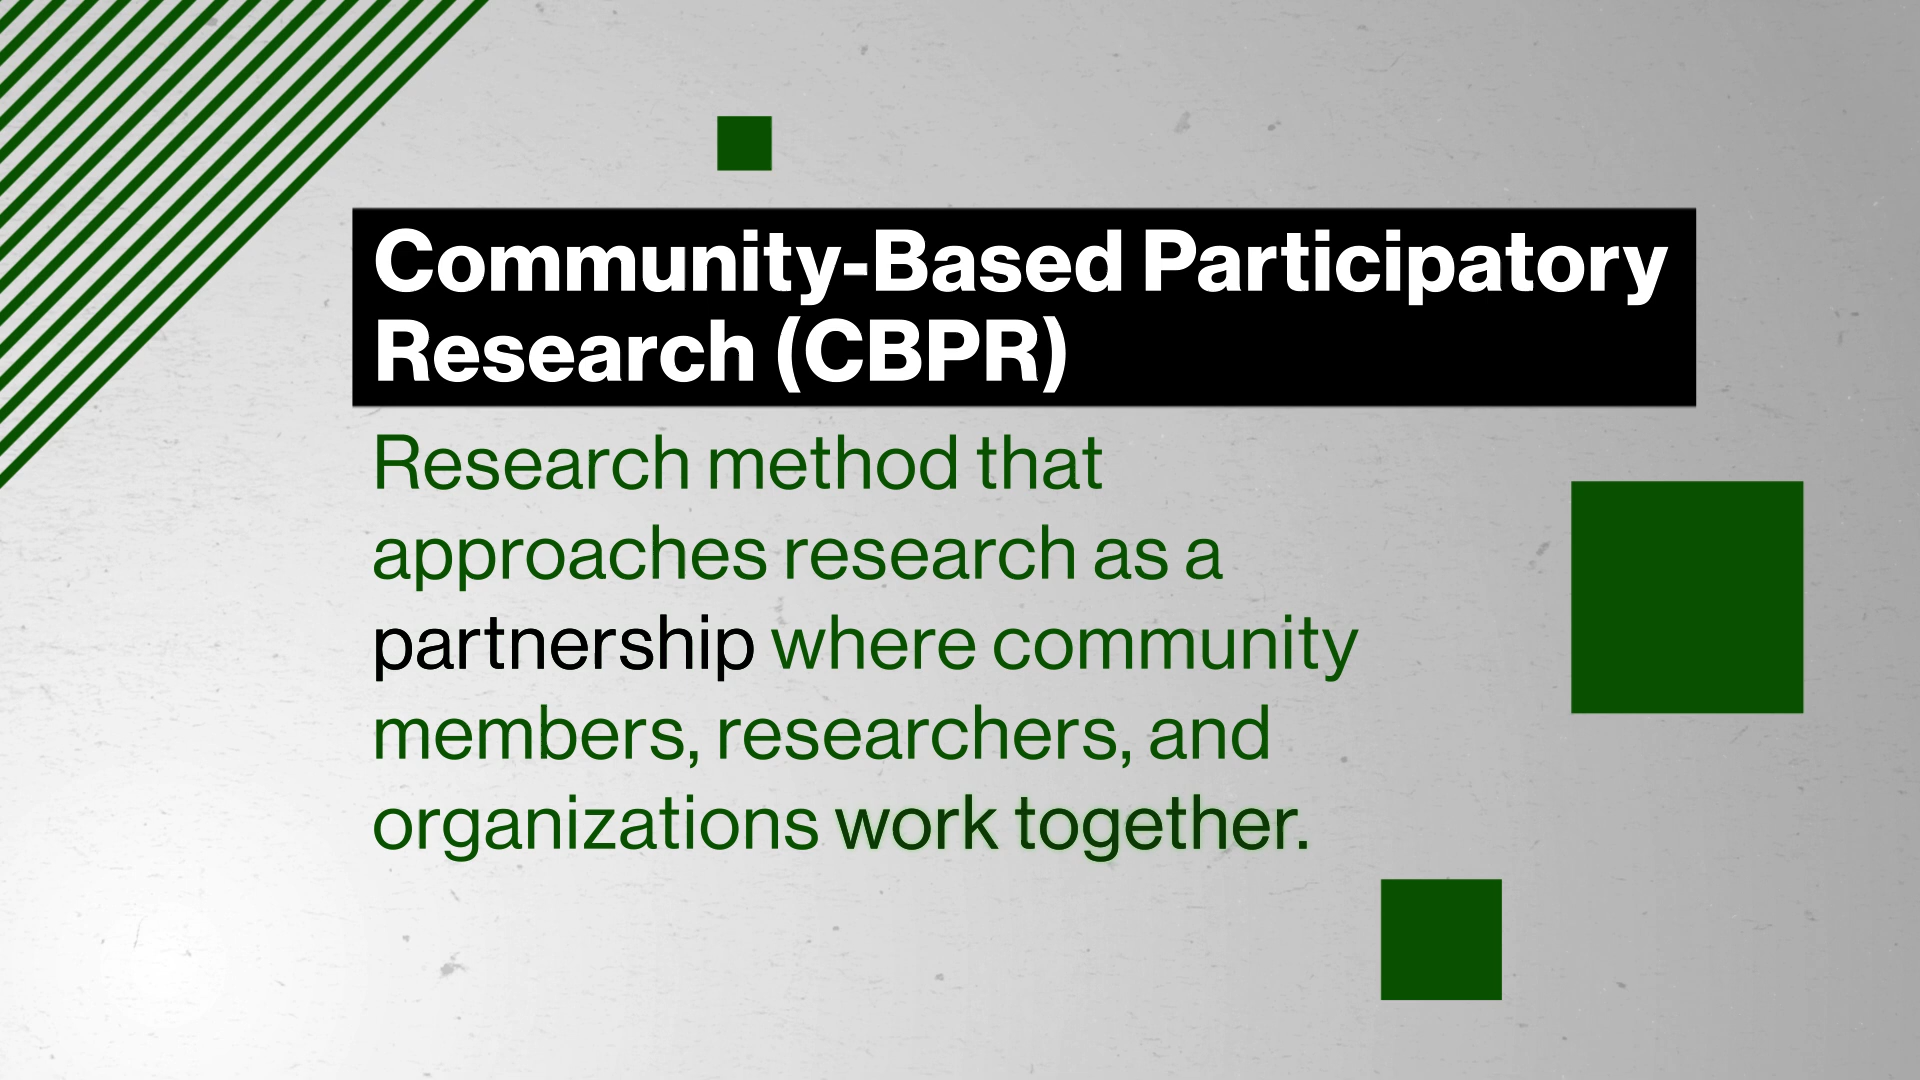 Community-Based Participatory
Research (CBPR)
Research method that
approaches research as a
partnership where community
members, researchers, and
organizations work together.